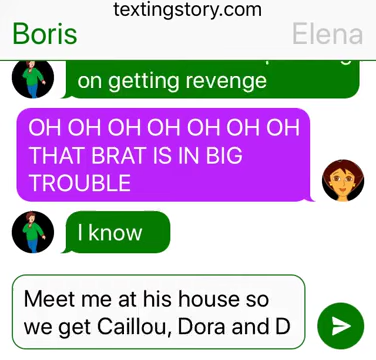 textingstory.com
Boris
Elena
on getting revenge
OH OH OH OH OH OH OH
THAT BRAT IS IN BIG
TROUBLE
I know
Meet me at his house so
we get Caillou, Dora and D